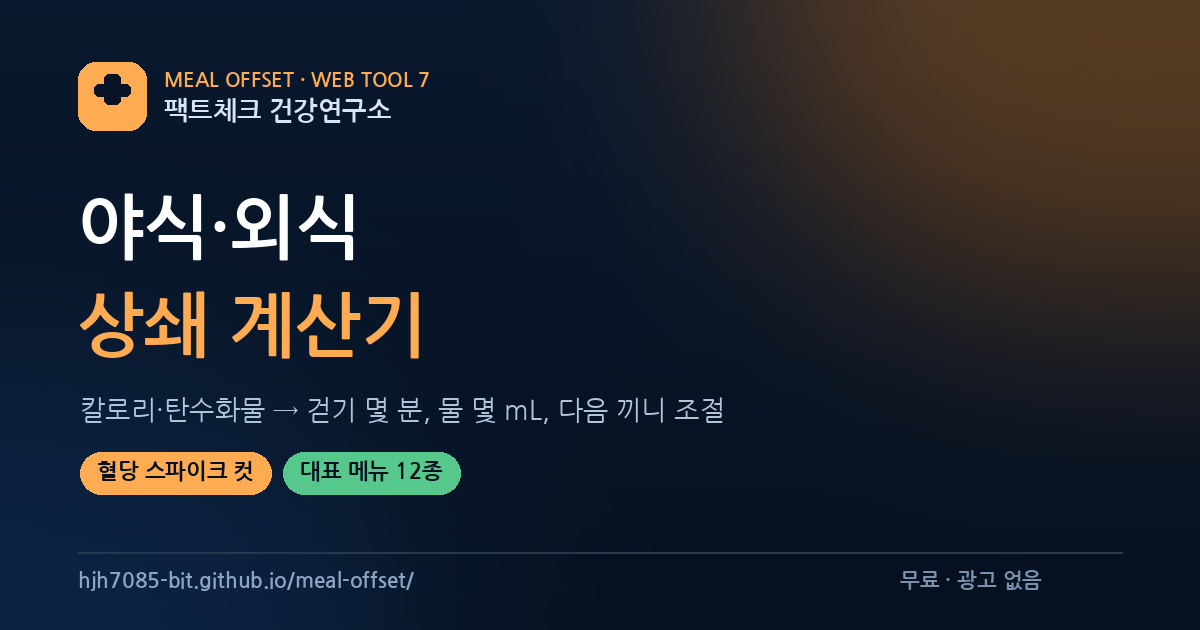 MEAL OFFSET · WEB TOOL 7
팩트체크 건강연구소
야식·외식
상쇄 계산기
칼로리·탄수화물 → 걷기 몇 분, 물 몇 mL, 다음 끼니 조절
혈당 스파이크 컷
대표 메뉴 12종
hjh7085-bit.github.io/meal-offset/
무료 · 광고 없음